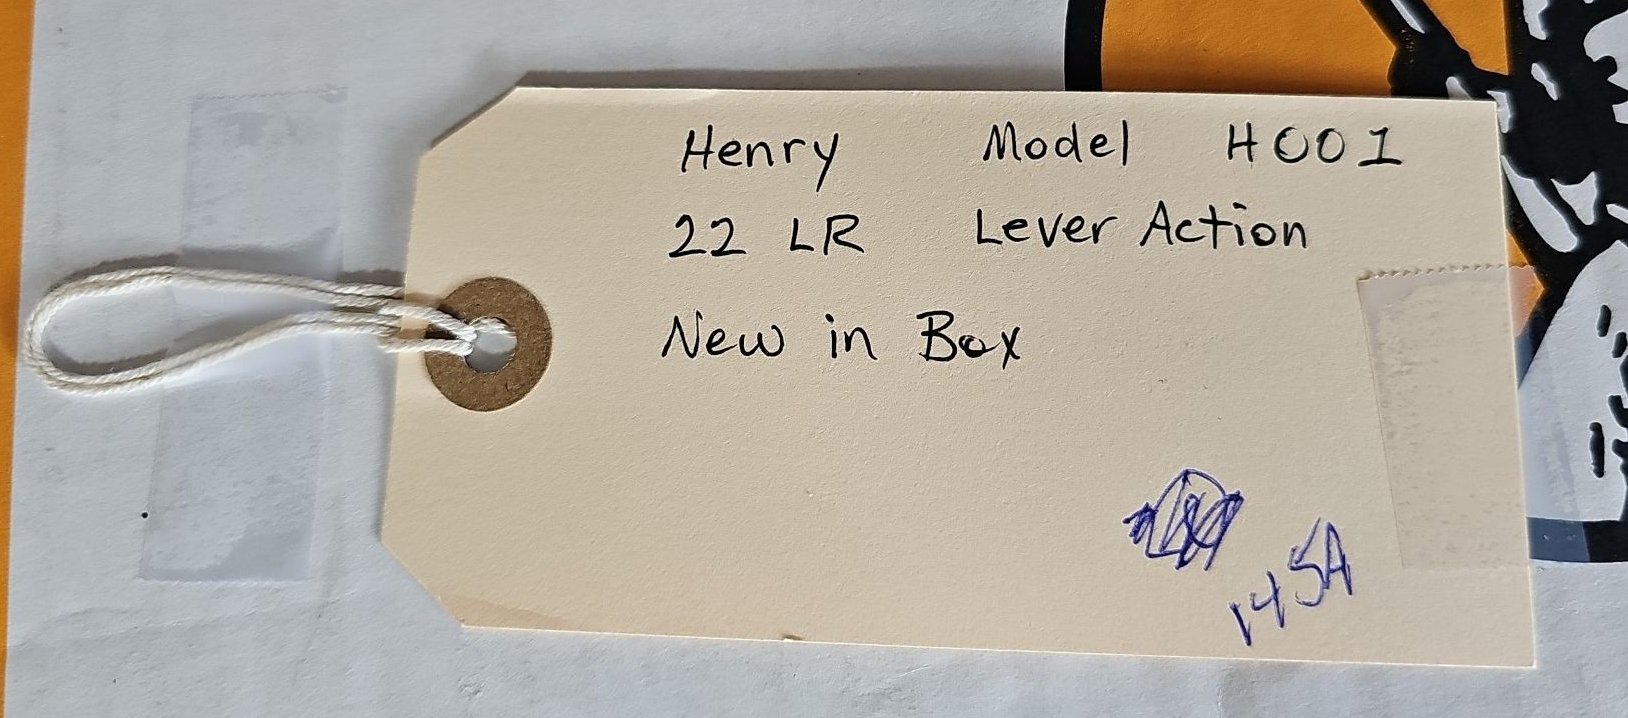 Henry Model H001
22 LR Lever Action
New in Box
145A